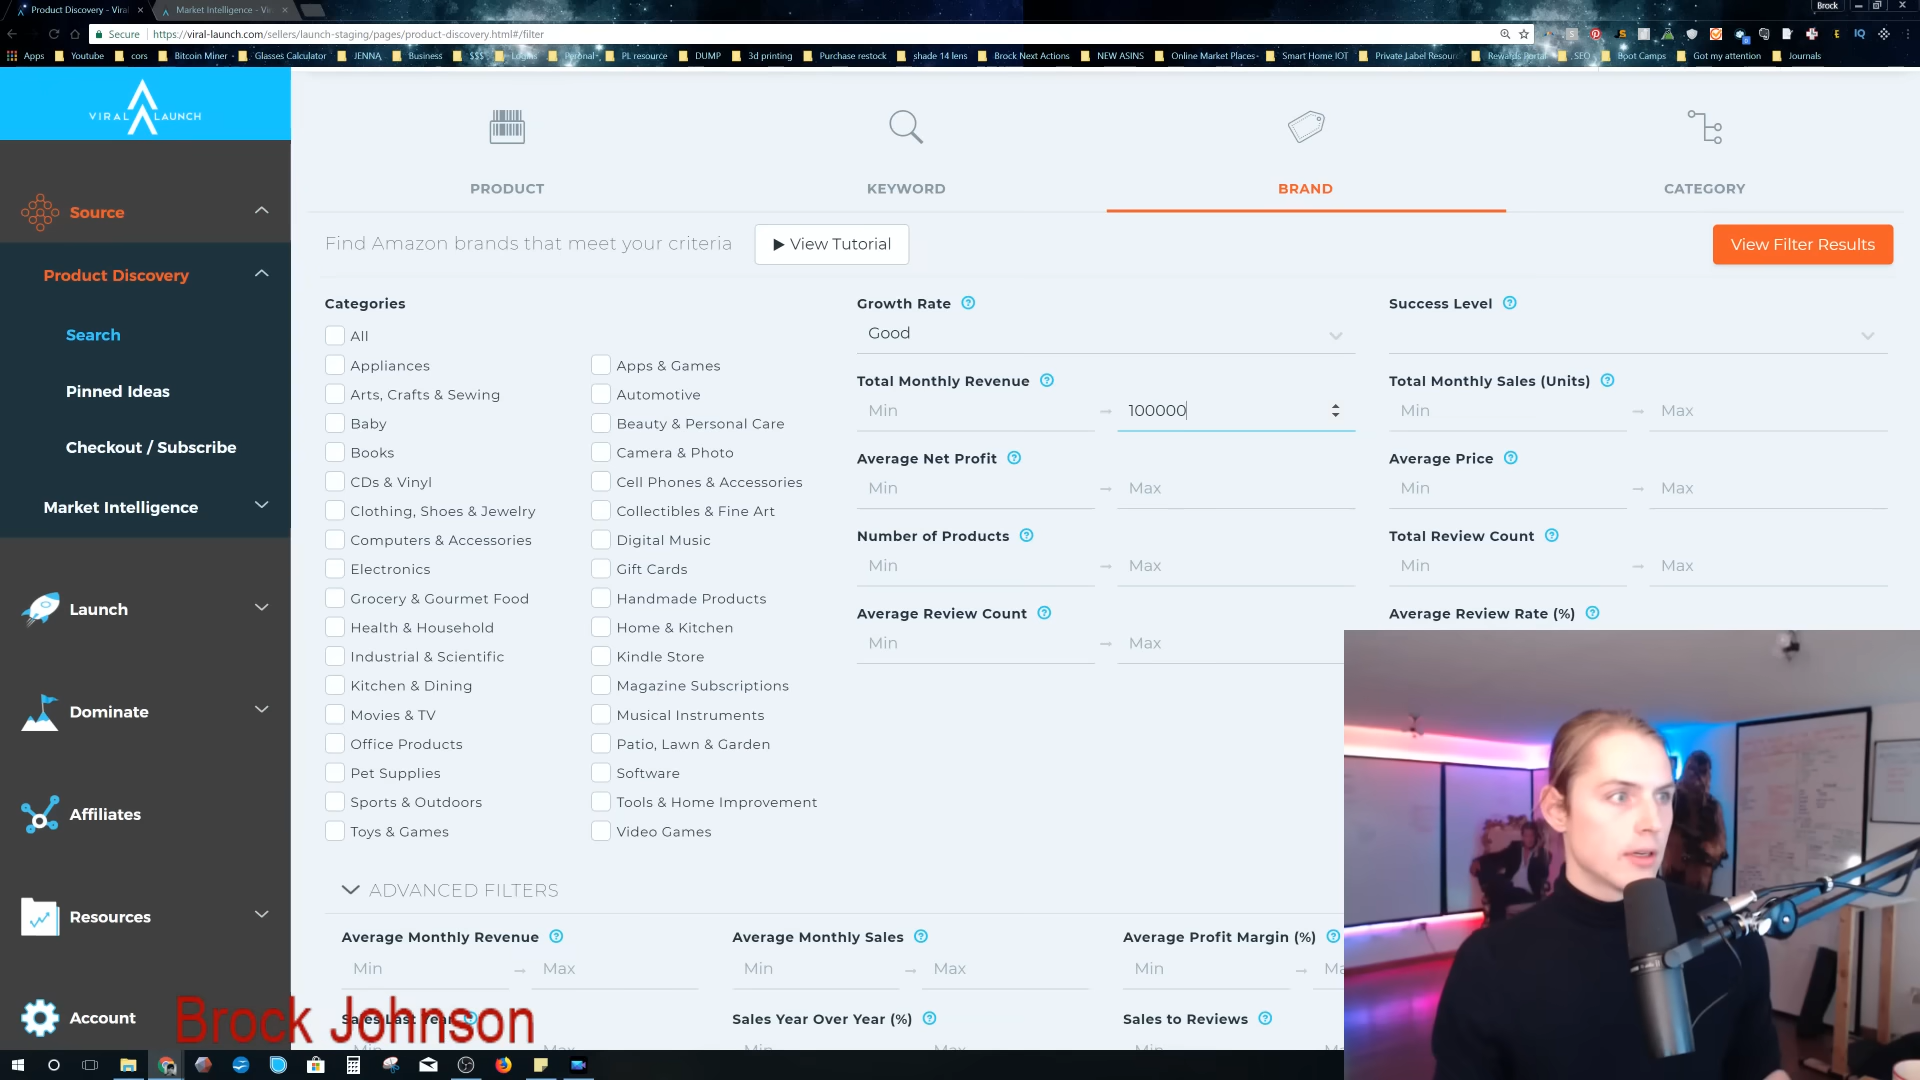 Product Discovery - Viral
Market Intelligence - Vi
Brock
Secure
https://viral-launch.com/sellers/launch-staging/pages/product-discovery.html#/filter
Apps
Youtube
cors
Bitcoin Miner -
Glasses Calculator
JENNA
Business
$$$
PL resource
DUMP
3d printing
Purchase restock
shade 14 lens
Brock Next Actions
NEW ASINS
Online Market Places-
Smart Home IOT
Private Label Resour
Rewards Portal
SEO
Boot Camps
Got my attention
Journals
VIRAL LAUNCH
Source
Product Discovery
Search
Pinned Ideas
Checkout / Subscribe
Market Intelligence
Launch
Dominate
Affiliates
Resources
Account
PRODUCT
KEYWORD
BRAND
CATEGORY
Find Amazon brands that meet your criteria
View Tutorial
View Filter Results
Categories
All
Appliances
Apps & Games
Arts, Crafts & Sewing
Automotive
Baby
Beauty & Personal Care
Books
Camera & Photo
CDs & Vinyl
Cell Phones & Accessories
Clothing, Shoes & Jewelry
Collectibles & Fine Art
Computers & Accessories
Digital Music
Electronics
Gift Cards
Grocery & Gourmet Food
Handmade Products
Health & Household
Home & Kitchen
Industrial & Scientific
Kindle Store
Kitchen & Dining
Magazine Subscriptions
Movies & TV
Musical Instruments
Office Products
Patio, Lawn & Garden
Pet Supplies
Software
Sports & Outdoors
Tools & Home Improvement
Toys & Games
Video Games
Growth Rate
Good
Success Level
Total Monthly Revenue
Min → 100000
Total Monthly Sales (Units)
Min → Max
Average Net Profit
Min → Max
Average Price
Min → Max
Number of Products
Min → Max
Total Review Count
Min → Max
Average Review Count
Min → Max
Average Review Rate (%)
ADVANCED FILTERS
Average Monthly Revenue
Min → Max
Average Monthly Sales
Min → Max
Average Profit Margin (%)
Min → Ma
Sales Last Year
Sales Year Over Year (%)
Sales to Reviews
Brock Johnson